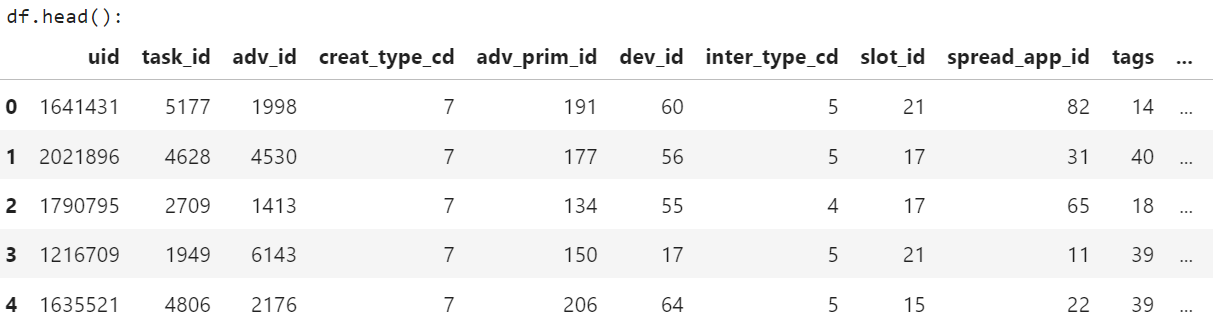 df.head():
uid task_id adv_id creat_type_cd adv_prim_id dev_id inter_type_cd slot_id spread_app_id tags ...
0 1641431 5177 1998 7 191 60 5 21 82 14 ...
1 2021896 4628 4530 7 177 56 5 17 31 40 ...
2 1790795 2709 1413 7 134 55 4 17 65 18 ...
3 1216709 1949 6143 7 150 17 5 21 11 39 ...
4 1635521 4806 2176 7 206 64 5 15 22 39 ...